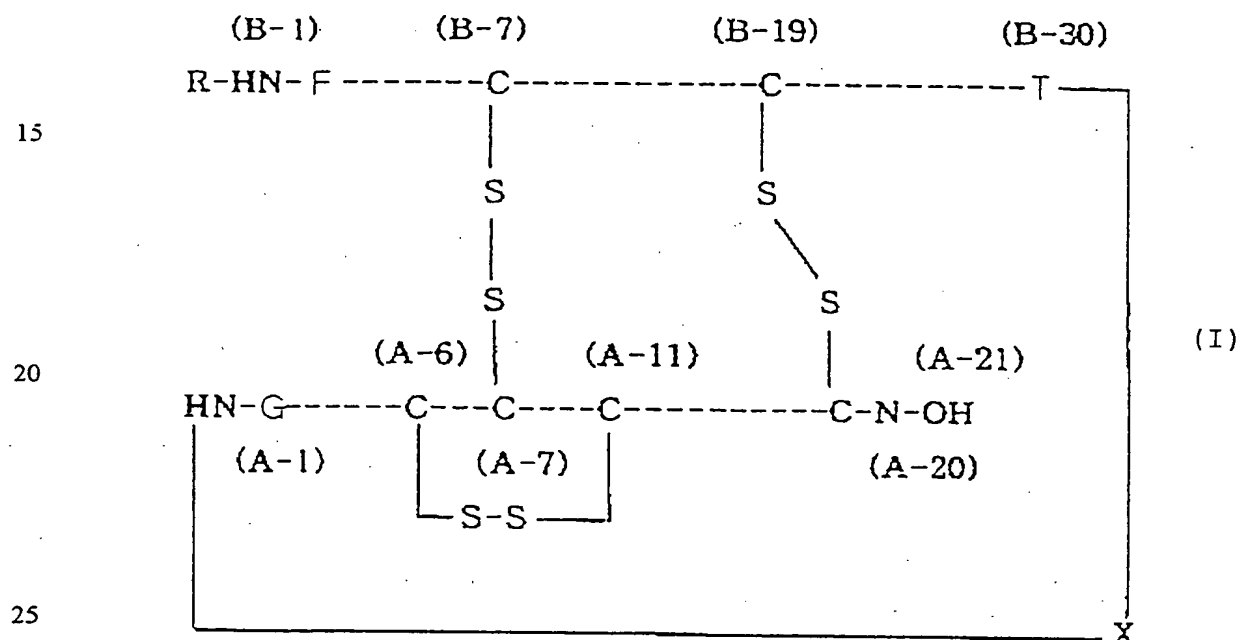 (B-1) (B-7) (B-19) (B-30)
R-HN-F------C------C------T
15
S S
S S
(A-6) (A-11) (A-21) (I)
20
HN-G------C---C---C------C-N-OH
(A-1) (A-7) (A-20)
S-S
25
X